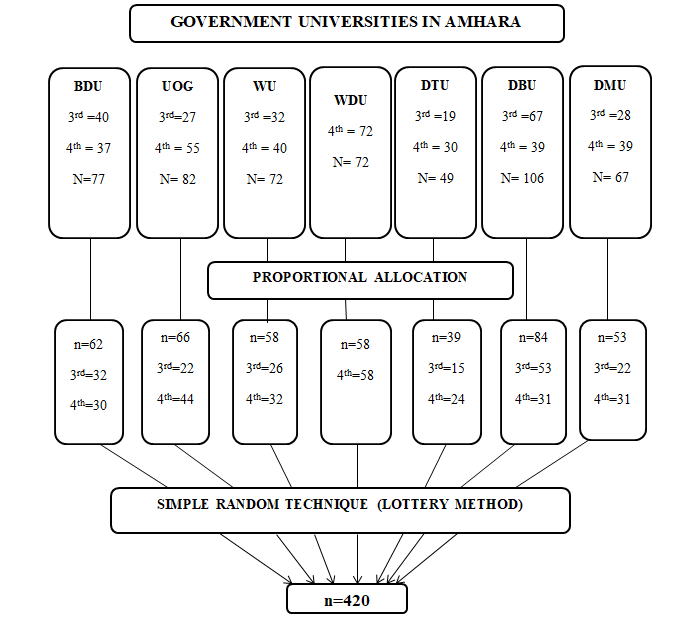 GOVERNMENT UNIVERSITIES IN AMHARA
BDU
3rd =40
4th = 37
N=77
UOG
3rd=27
4th = 55
N= 82
WU
3rd =32
4th = 40
N= 72
WDU
4th = 72
N= 72
DTU
3rd =19
4th = 30
N= 49
DBU
3rd =67
4th = 39
N= 106
DMU
3rd =28
4th = 39
N= 67
PROPORTIONAL ALLOCATION
n=62
3rd=32
4th=30
n=66
3rd=22
4th=44
n=58
3rd=26
4th=32
n=58
4th=58
n=39
3rd=15
4th=24
n=84
3rd=53
4th=31
n=53
3rd=22
4th=31
SIMPLE RANDOM TECHNIQUE (LOTTERY METHOD)
n=420